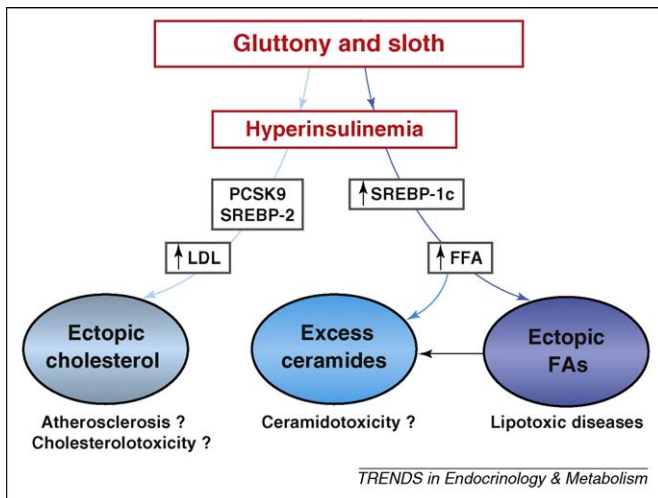 Gluttony and sloth
Hyperinsulinemia
PCSK9
SREBP-2
↑SREBP-1c
↑LDL
↑FFA
Ectopic
cholesterol
Excess
ceramides
Ectopic
FAs
Atherosclerosis ?
Cholesterolotoxicity ?
Ceramidotoxicity ?
Lipotoxic diseases
TRENDS in Endocrinology & Metabolism